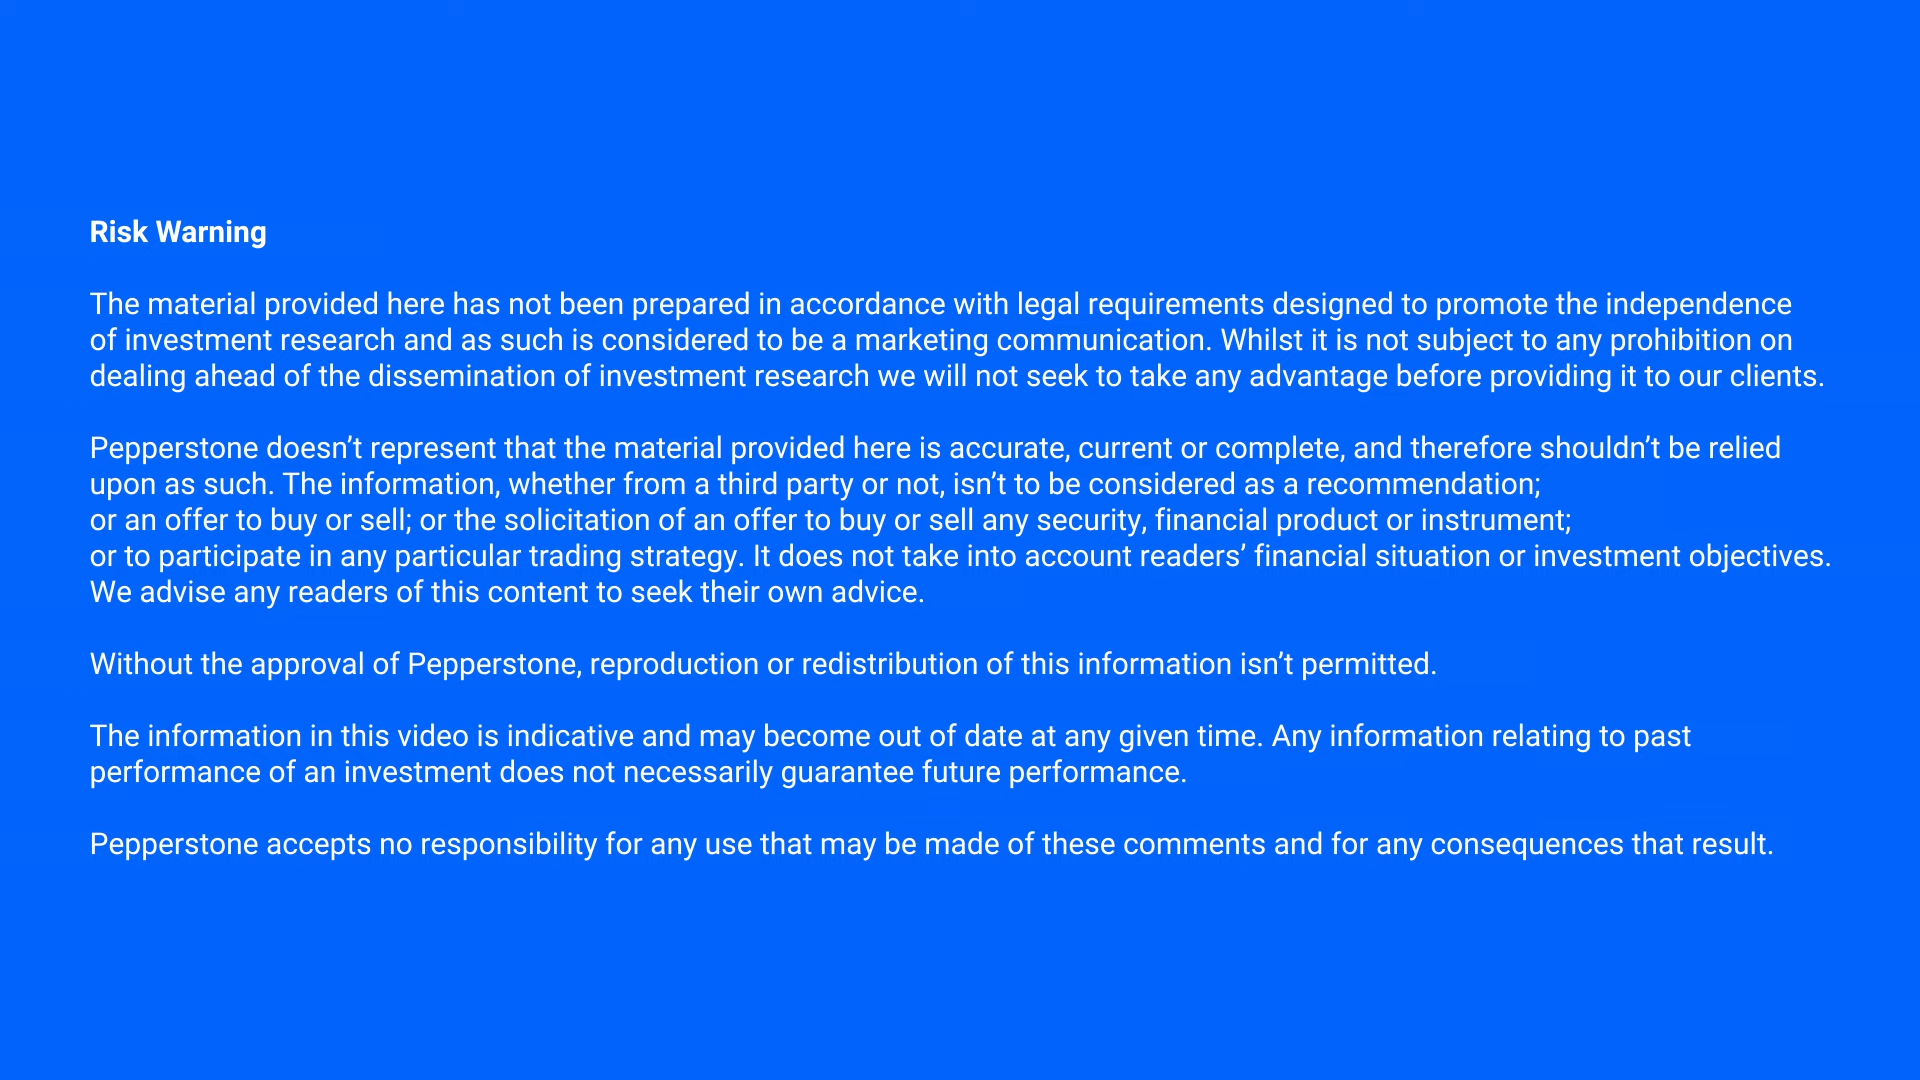 Risk Warning
The material provided here has not been prepared in accordance with legal requirements designed to promote the independence
of investment research and as such is considered to be a marketing communication. Whilst it is not subject to any prohibition on
dealing ahead of the dissemination of investment research we will not seek to take any advantage before providing it to our clients.
Pepperstone doesn’t represent that the material provided here is accurate, current or complete, and therefore shouldn’t be relied
upon as such. The information, whether from a third party or not, isn’t to be considered as a recommendation;
or an offer to buy or sell; or the solicitation of an offer to buy or sell any security, financial product or instrument;
or to participate in any particular trading strategy. It does not take into account readers’ financial situation or investment objectives.
We advise any readers of this content to seek their own advice.
Without the approval of Pepperstone, reproduction or redistribution of this information isn’t permitted.
The information in this video is indicative and may become out of date at any given time. Any information relating to past
performance of an investment does not necessarily guarantee future performance.
Pepperstone accepts no responsibility for any use that may be made of these comments and for any consequences that result.